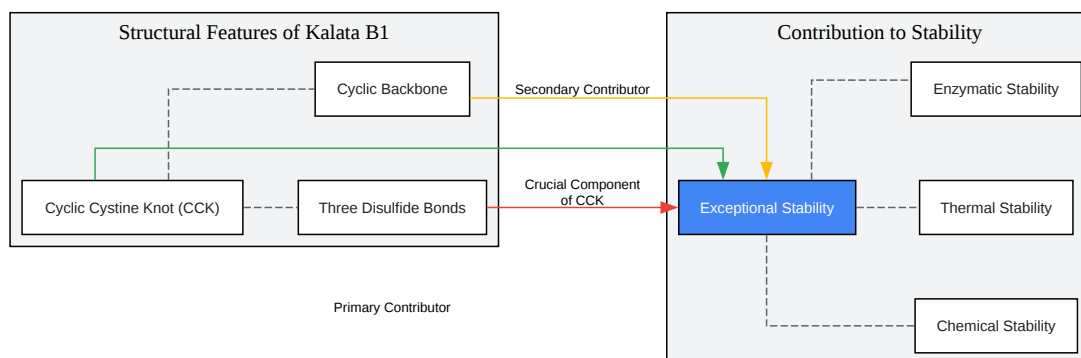 Structural Features of Kalata B1
Contribution to Stability
Cyclic Backbone
Secondary Contributor
Enzymatic Stability
Cyclic Cystine Knot (CCK)
Three Disulfide Bonds
Crucial Component
of CCK
Exceptional Stability
Thermal Stability
Primary Contributor
Chemical Stability